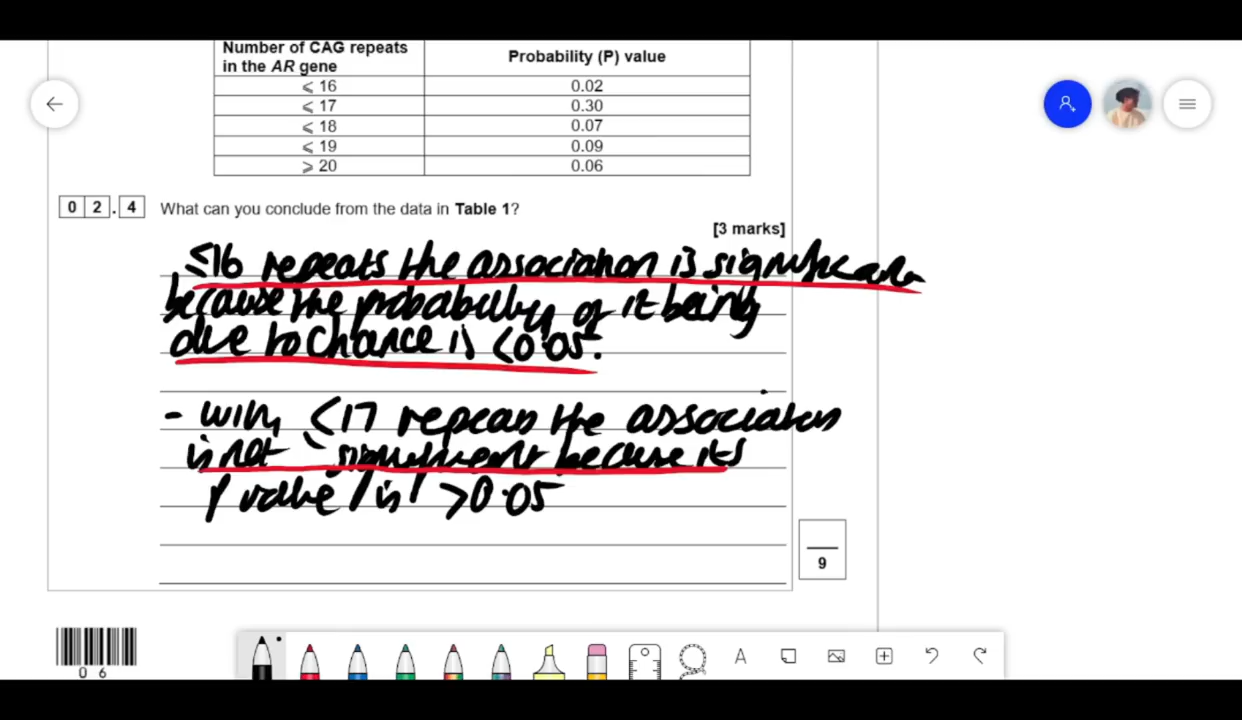 Number of CAG repeats Probability (P) value
in the AR gene
⩽ 16 0.02
⩽ 17 0.30
⩽ 18 0.07
⩽ 19 0.09
⩾ 20 0.06
0 2 . 4 What can you conclude from the data in Table 1?
[3 marks]
≤16 repeats the association is significant
because the probability of it being
due to chance is <0.05.
- with, <17 repeats the association
is not significant because its
p value is >0.05
9
0 6
A